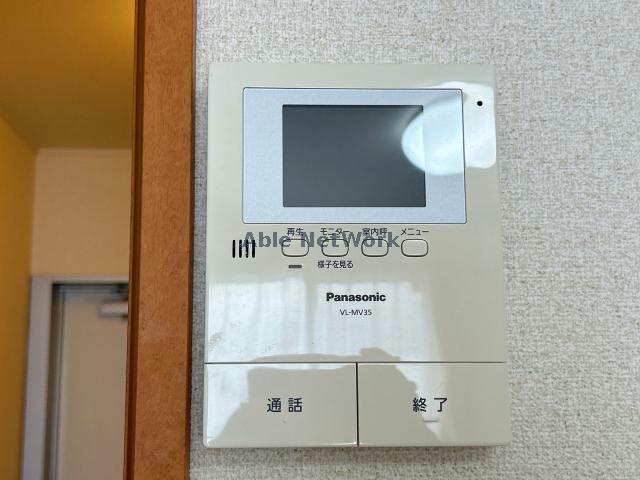 再生 モニター 室内呼 メニュー
Able NetWork
様子を見る
Panasonic
VL-MV35
通話 終了